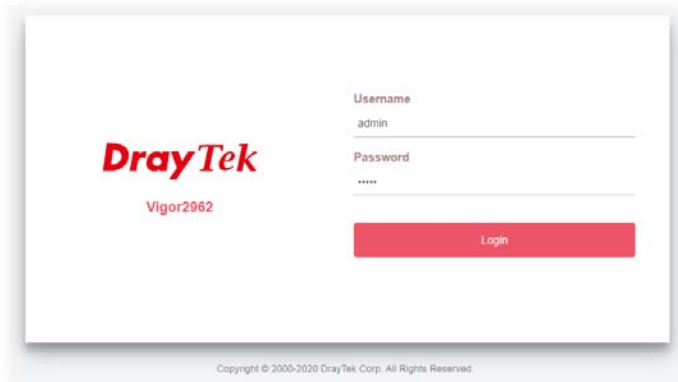 Username
admin
Password
•••••
DrayTek
Vigor2962
Login
Copyright © 2000-2020 DrayTek Corp. All Rights Reserved.